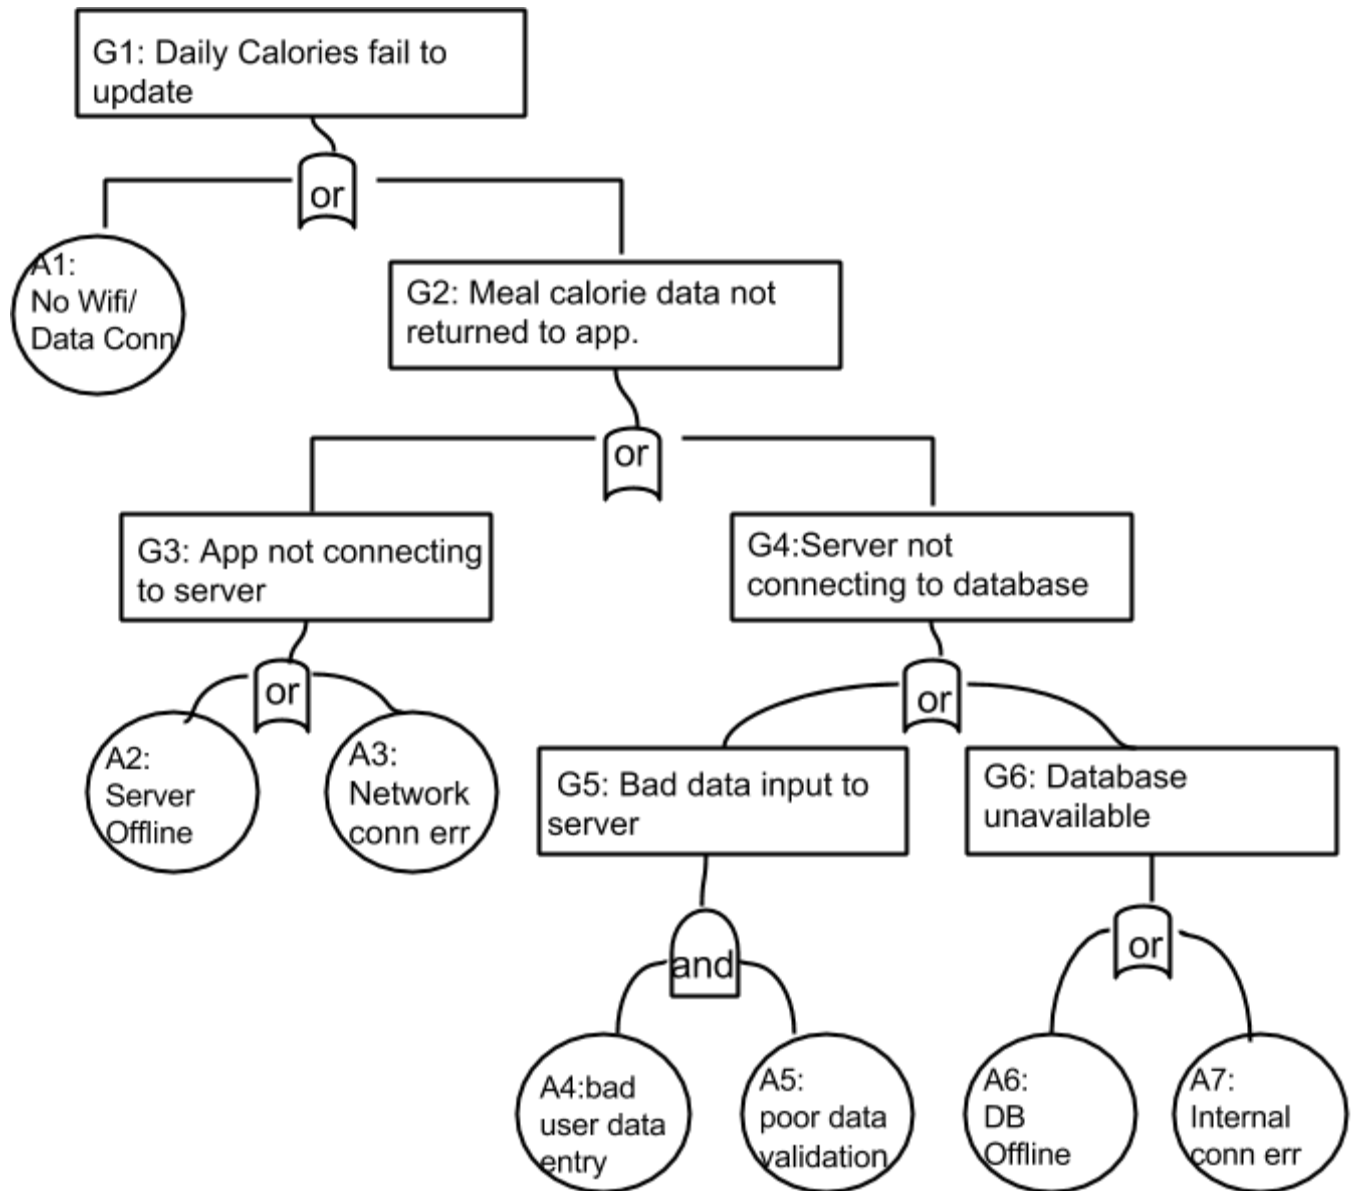 G1: Daily Calories fail to
update
or
A1:
No Wifi/
Data Conn
G2: Meal calorie data not
returned to app.
or
G3: App not connecting
to server
G4:Server not
connecting to database
or
or
A2:
Server
Offline
A3:
Network
conn err
G5: Bad data input to
server
G6: Database
unavailable
and
or
A4:bad
user data
entry
A5:
poor data
validation
A6:
DB
Offline
A7:
Internal
conn err